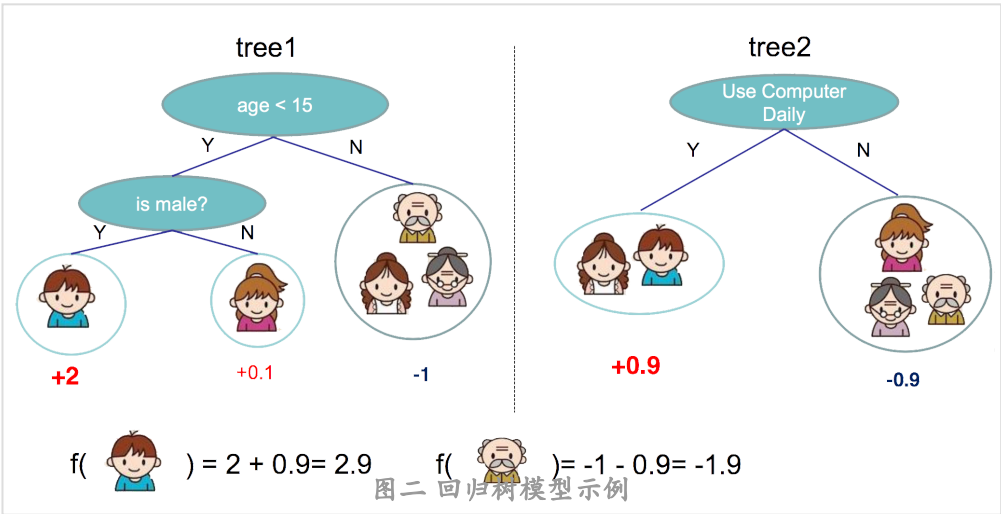 tree1
age < 15
Y
N
is male?
Y
N
+2
+0.1
-1
tree2
Use Computer
Daily
Y
N
+0.9
-0.9
f( ) = 2 + 0.9= 2.9
f( )= -1 - 0.9= -1.9
图二 回归树模型示例